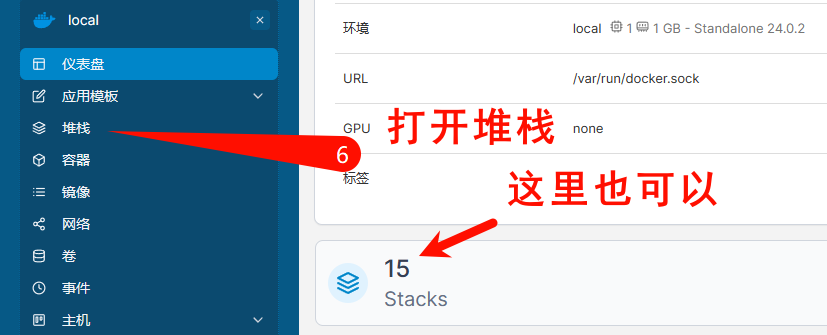 local
×
仪表盘
应用模板
堆栈
容器
镜像
网络
卷
事件
主机
环境 local 1 1 GB - Standalone 24.0.2
URL /var/run/docker.sock
GPU none
标签
6
打开堆栈
这里也可以
15
Stacks